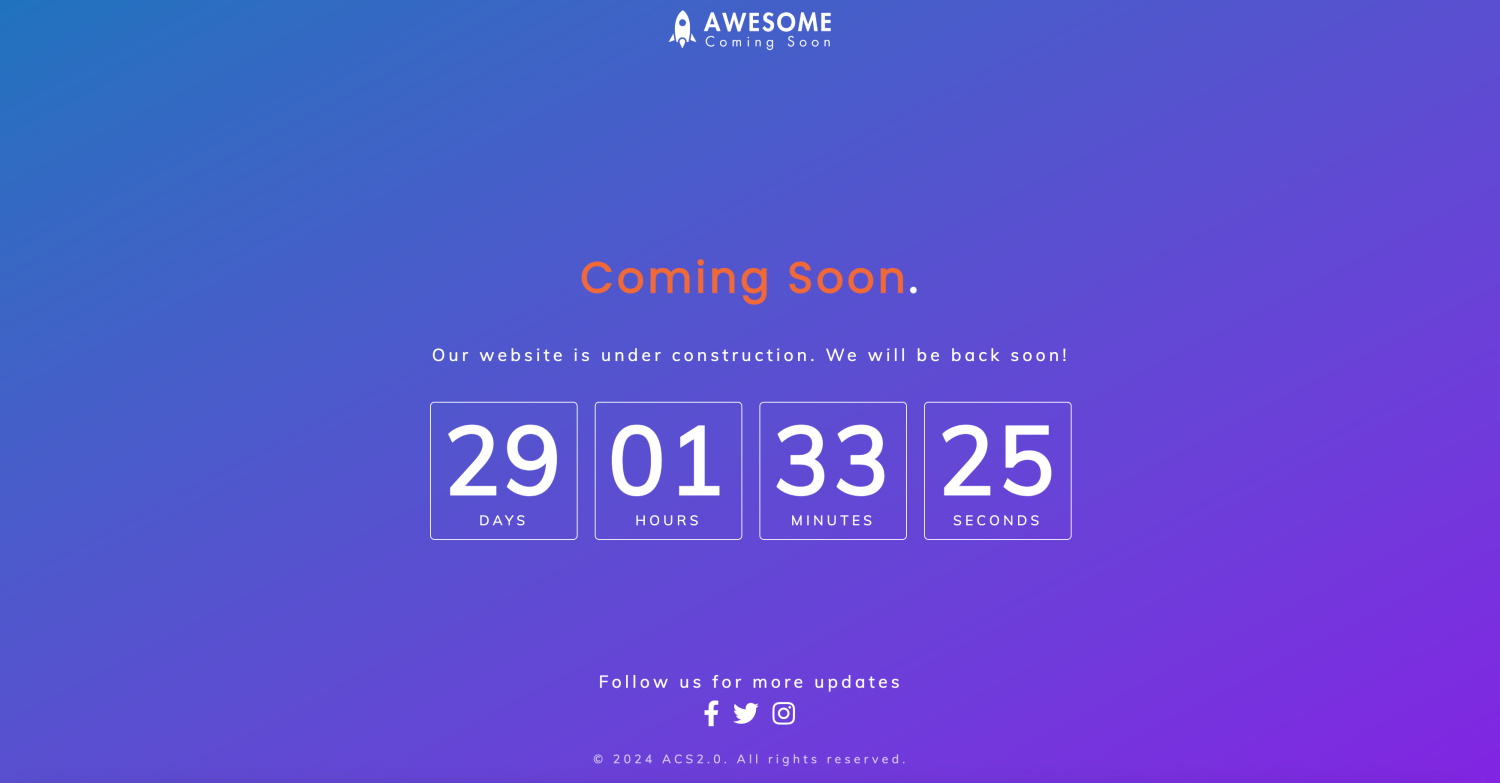 AWESOME
Coming Soon
Coming Soon.
Our website is under construction. We will be back soon!
29 01 33 25
DAYS HOURS MINUTES SECONDS
Follow us for more updates
© 2024 ACS2.0. All rights reserved.